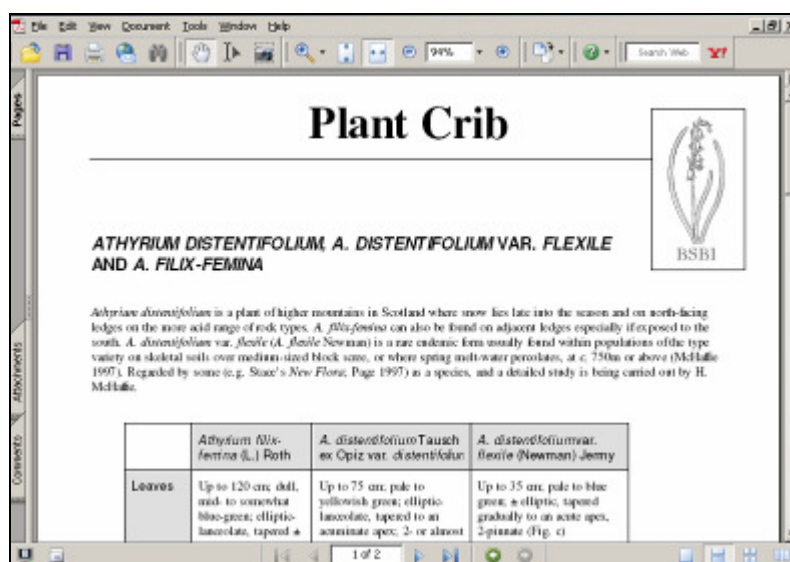 File Edit View Document Tools Window Help
94%
Search Web
Y!
Pages
Attachments
Comments
Plant Crib
BSBI
ATHYRIUM DISTENTIFOLIUM, A. DISTENTIFOLIUM VAR. FLEXILE
AND A. FILIX-FEMINA
Athyrium distentifolium is a plant of higher mountains in Scotland where snow lies late into the season and on north-facing
ledges on the more acid range of rock types. A. filix-femina can also be found on adjacent ledges especially if exposed to the
south. A. distentifolium var. flexile (A. flexile Newman) is a rare endemic form usually found within populations of the type
variety on skeletal soils over medium-sized block scree, or where spring melt-water percolates, at c. 750m or above (McHaffie
1997). Regarded by some (e.g. Stace's New Flora; Page 1997) as a species, and a detailed study is being carried out by H.
McHaffie.
Athyrium filix-
femina (L.) Roth
A. distentifolium Tausch
ex Opiz var. distentifolium
A. distentifolium var.
flexile (Newman) Jermy
Leaves
Up to 120 cm; dull,
mid- to somewhat
blue-green; elliptic-
lanceolate, tapered ±
Up to 75 cm; pale to
yellowish green; elliptic-
lanceolate, tapered to an
acuminate apex, 2- or almost
Up to 35 cm; pale to blue
green; ± elliptic, tapered
gradually to an acute apex,
2-pinnate (Fig. c)
1 of 2